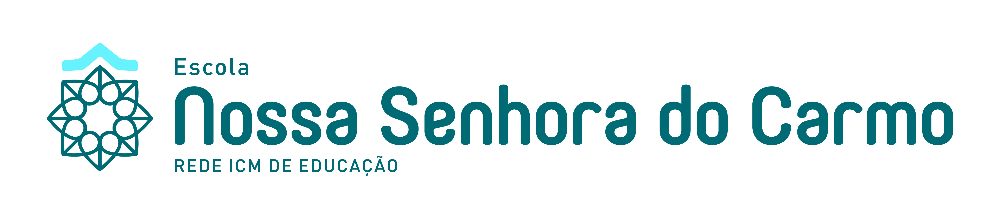 Escola
Nossa Senhora do Carmo
REDE ICM DE EDUCAÇÃO